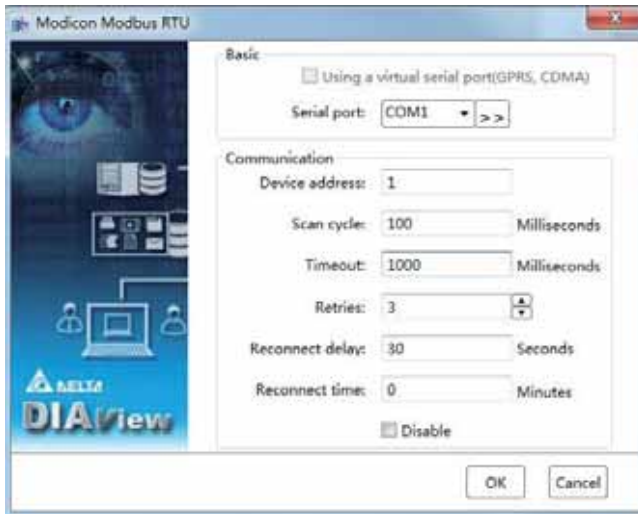 Modicon Modbus RTU
Basic
Using a virtual serial port(GPRS, CDMA)
Serial port: COM1 >>
Communication
Device address: 1
Scan cycle: 100 Milliseconds
Timeout: 1000 Milliseconds
Retries: 3
Reconnect delay: 30 Seconds
Reconnect time: 0 Minutes
Disable
DELTA
DIAView
OK Cancel